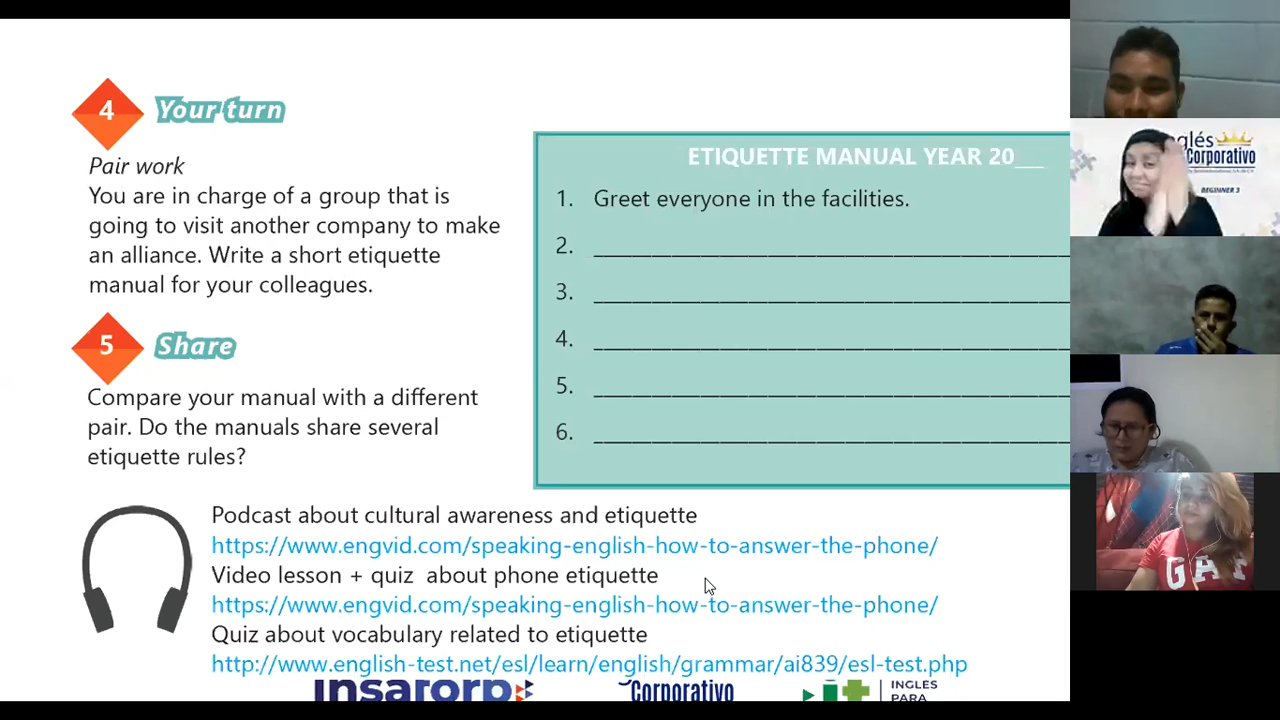 4 Your turn
Pair work
You are in charge of a group that is
going to visit another company to make
an alliance. Write a short etiquette
manual for your colleagues.
5 Share
Compare your manual with a different
pair. Do the manuals share several
etiquette rules?
ETIQUETTE MANUAL YEAR 20___
1. Greet everyone in the facilities.
2.
3.
4.
5.
6.
Podcast about cultural awareness and etiquette
https://www.engvid.com/speaking-english-how-to-answer-the-phone/
Video lesson + quiz about phone etiquette
https://www.engvid.com/speaking-english-how-to-answer-the-phone/
Quiz about vocabulary related to etiquette
http://www.english-test.net/esl/learn/english/grammar/ai839/esl-test.php
Corporativo
INGLÉS
PARA
Corporativo
BEGINNER 3
GAP